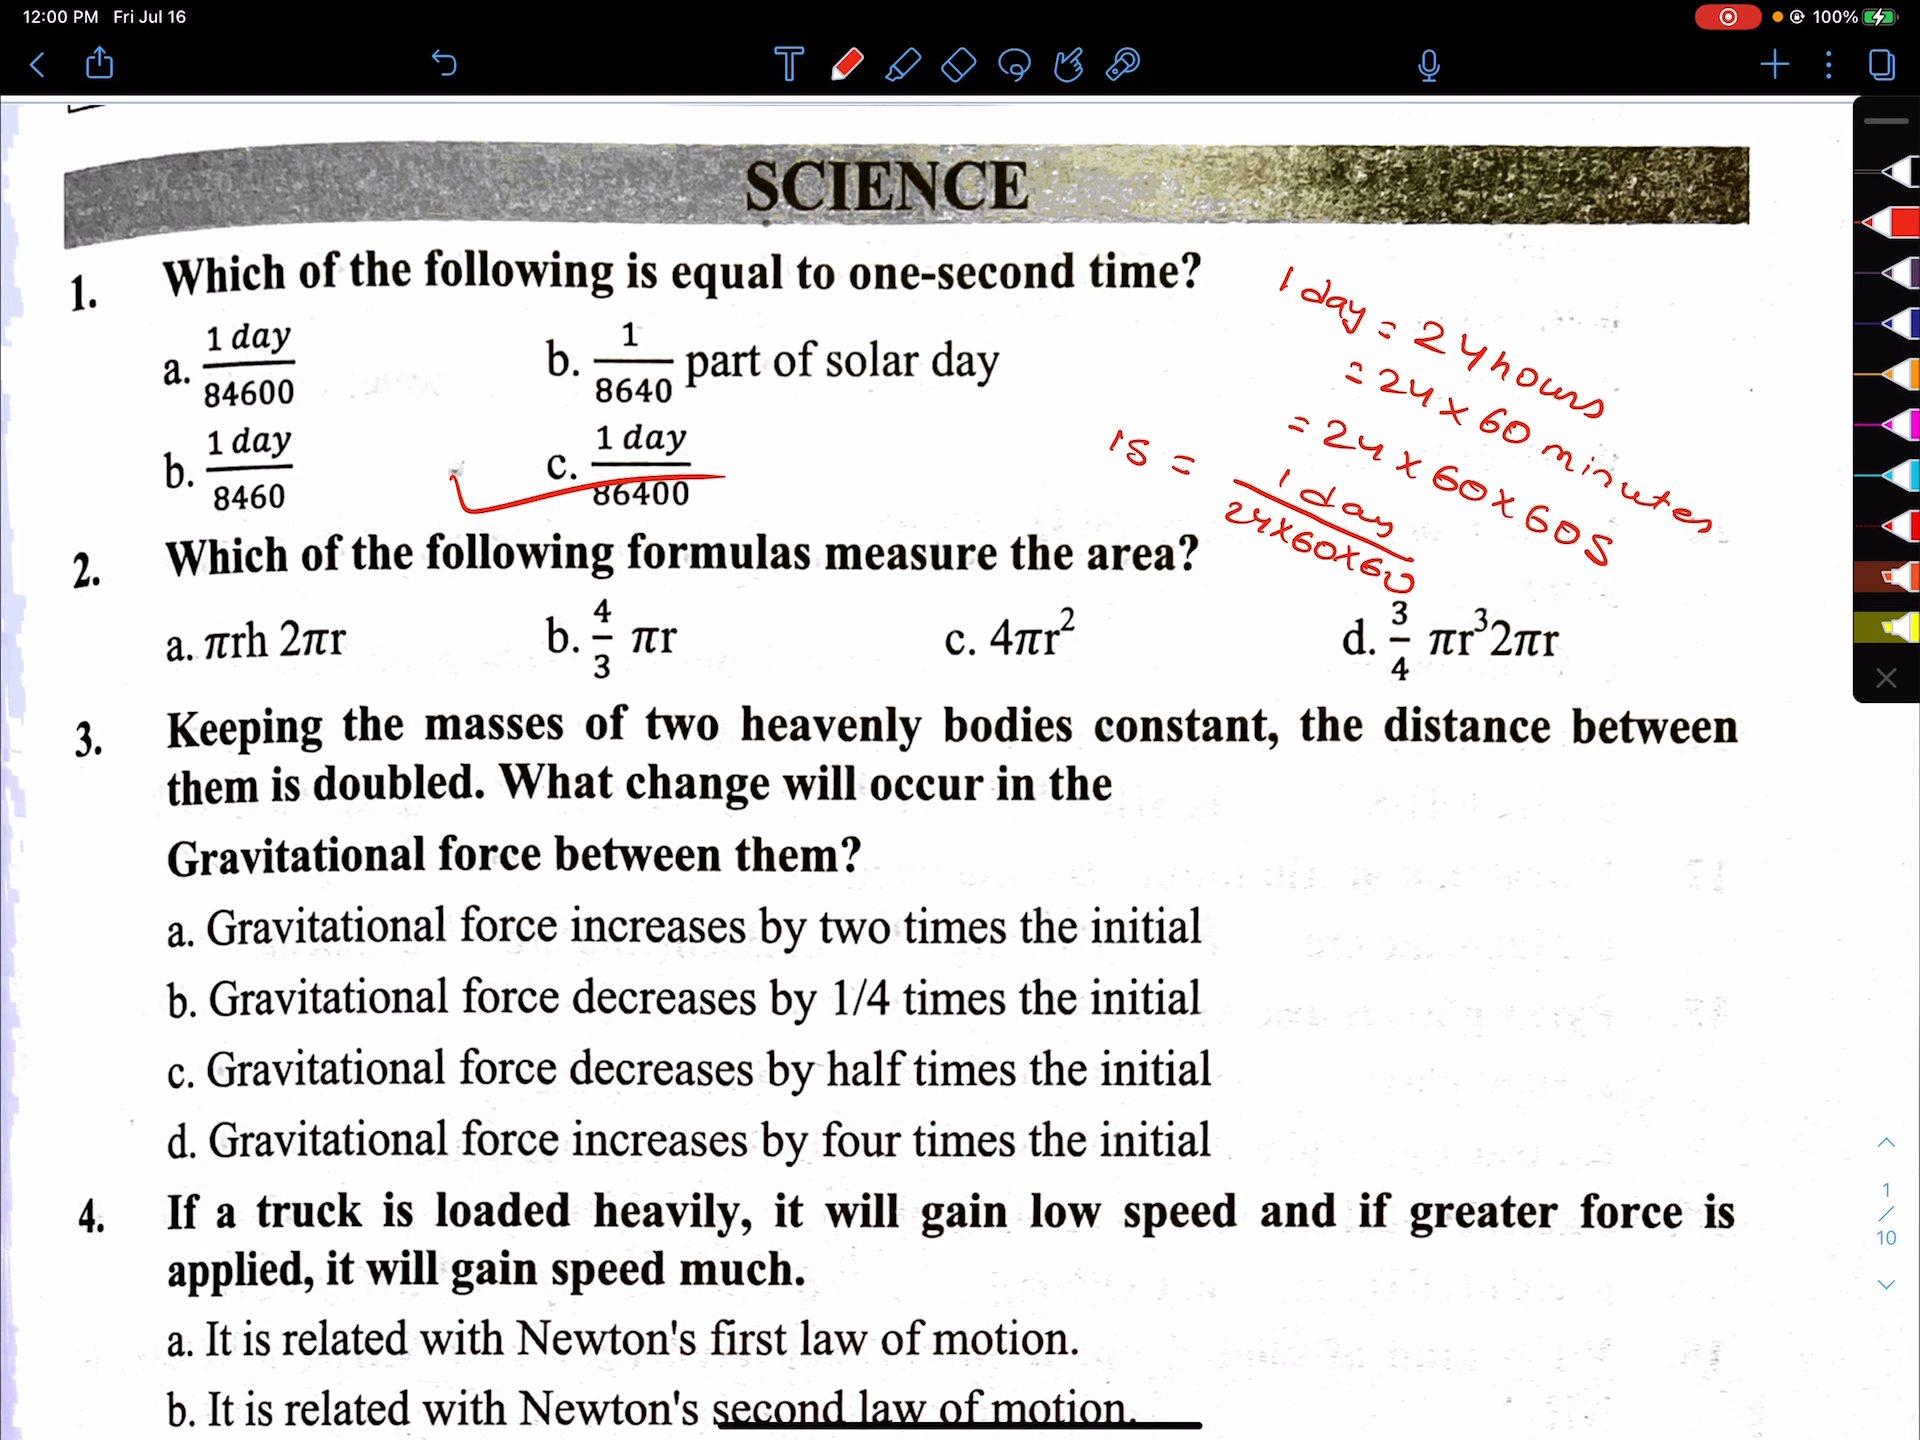 12:00 PM Fri Jul 16
100%
SCIENCE
1. Which of the following is equal to one-second time?
a. 1 day / 84600 b. 1 / 8640 part of solar day
b. 1 day / 8460 c. 1 day / 86400
1 day = 24 hours
= 24 × 60 minutes
= 24 × 60 × 60 s
1s = 1 day / 24×60×60
2. Which of the following formulas measure the area?
a. πrh 2πr b. 4/3 πr c. 4πr² d. 3/4 πr³2πr
3. Keeping the masses of two heavenly bodies constant, the distance between
them is doubled. What change will occur in the
Gravitational force between them?
a. Gravitational force increases by two times the initial
b. Gravitational force decreases by 1/4 times the initial
c. Gravitational force decreases by half times the initial
d. Gravitational force increases by four times the initial
4. If a truck is loaded heavily, it will gain low speed and if greater force is
applied, it will gain speed much.
a. It is related with Newton's first law of motion.
b. It is related with Newton's second law of motion.
1
/
10